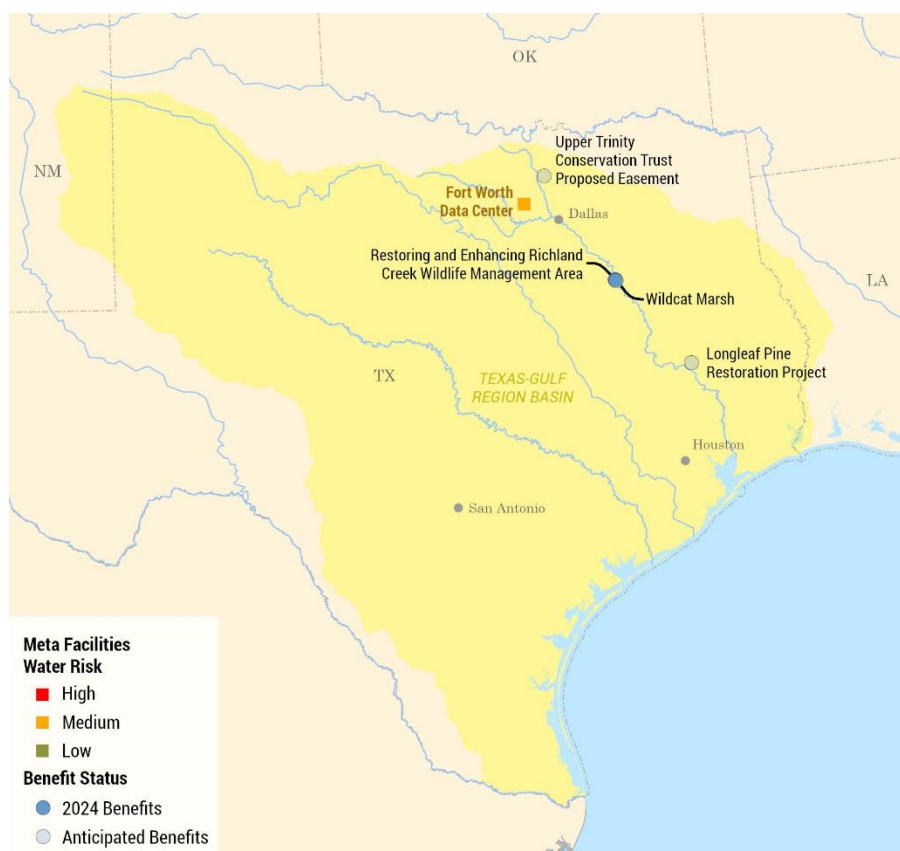 OK
Upper Trinity
Conservation Trust
Proposed Easement
NM
Fort Worth
Data Center
Dallas
Restoring and Enhancing Richland
Creek Wildlife Management Area
LA
Wildcat Marsh
Longleaf Pine
Restoration Project
TX
TEXAS-GULF
REGION BASIN
Houston
San Antonio
Meta Facilities
Water Risk
High
Medium
Low
Benefit Status
2024 Benefits
Anticipated Benefits